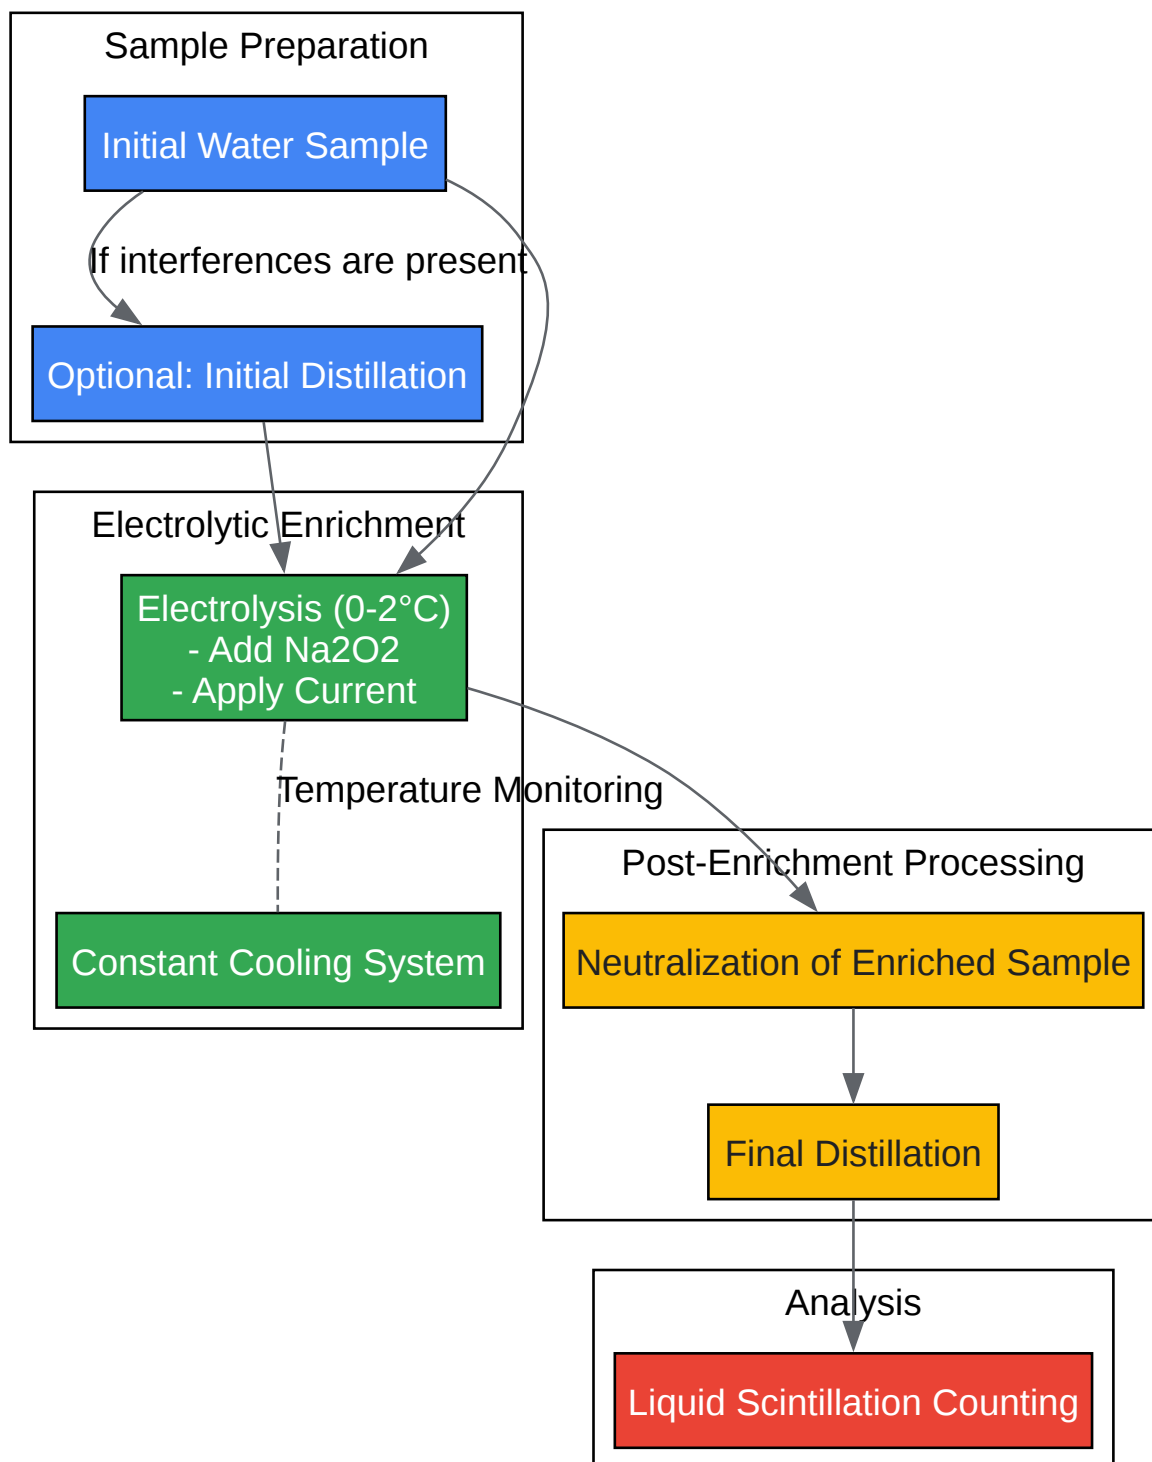 Sample Preparation
Initial Water Sample
If interferences are present
Optional: Initial Distillation
Electrolytic Enrichment
Electrolysis (0-2°C)
- Add Na2O2
- Apply Current
Temperature Monitoring
Constant Cooling System
Post-Enrichment Processing
Neutralization of Enriched Sample
Final Distillation
Analysis
Liquid Scintillation Counting